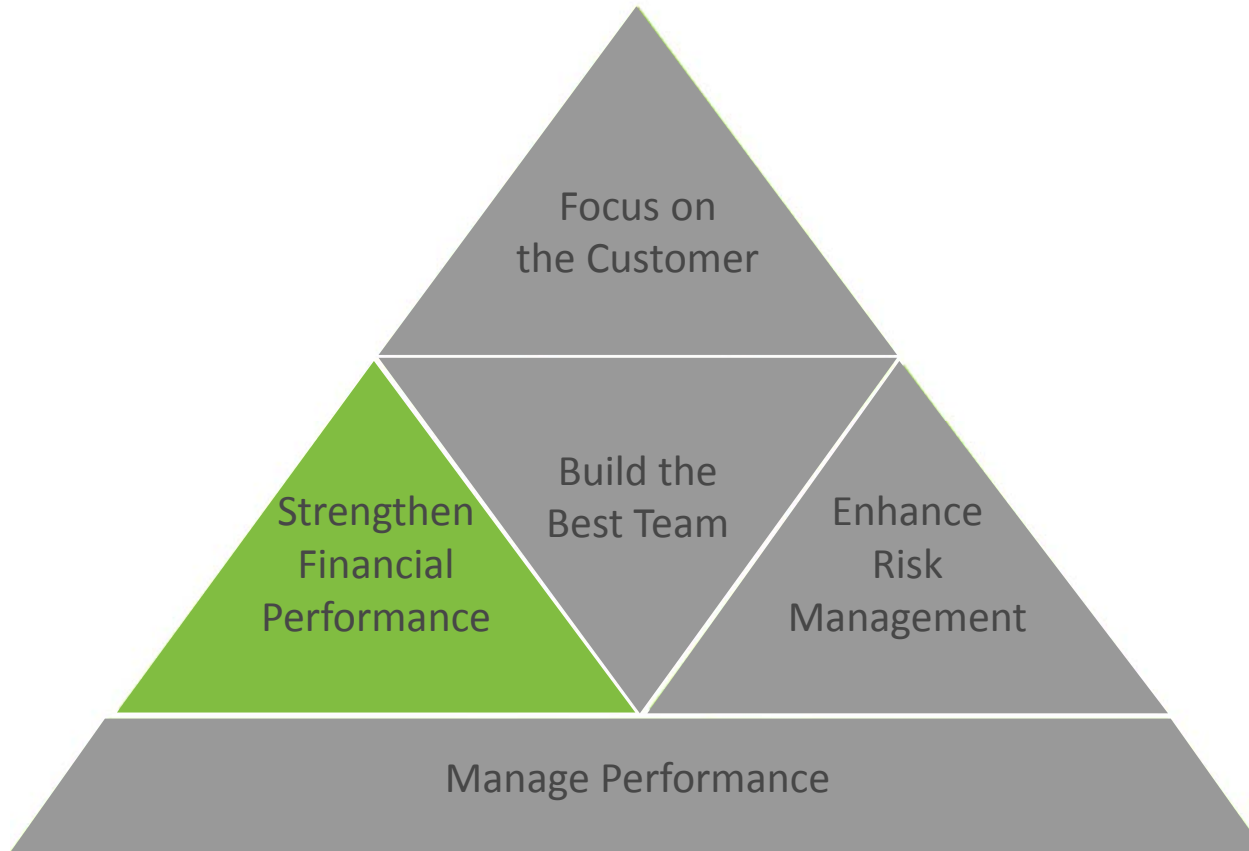 Focus on
the Customer
Build the
Best Team
Strengthen
Financial
Performance
Enhance
Risk
Management
Manage Performance